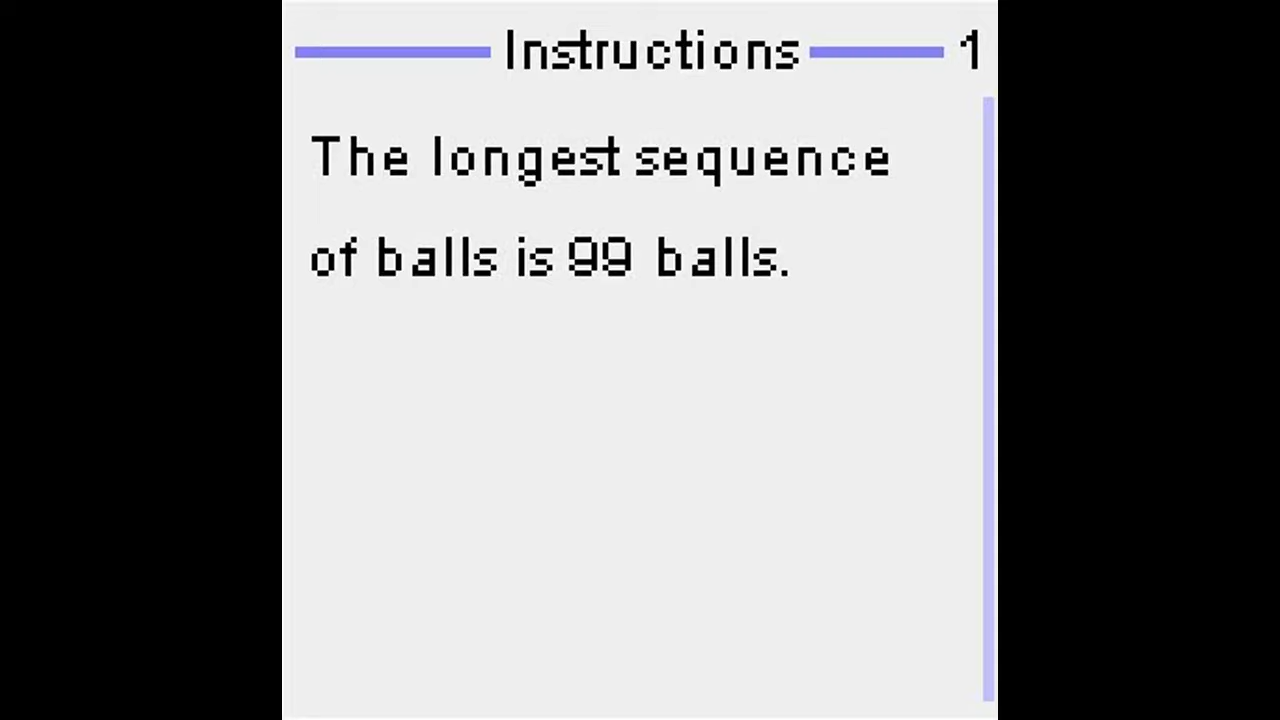 Instructions 1
The longest sequence
of balls is 99 balls.